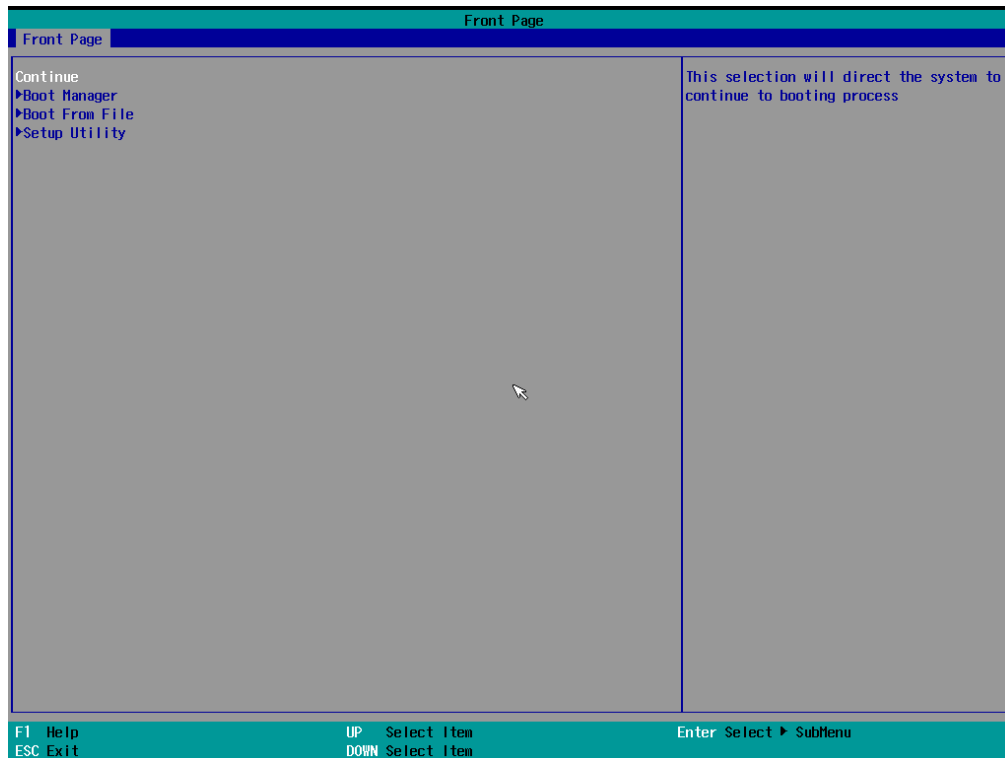 Front Page
Front Page
Continue
▶Boot Manager
▶Boot From File
▶Setup Utility
This selection will direct the system to
continue to booting process
F1 Help
ESC Exit
UP Select Item
DOWN Select Item
Enter Select ▶ SubMenu